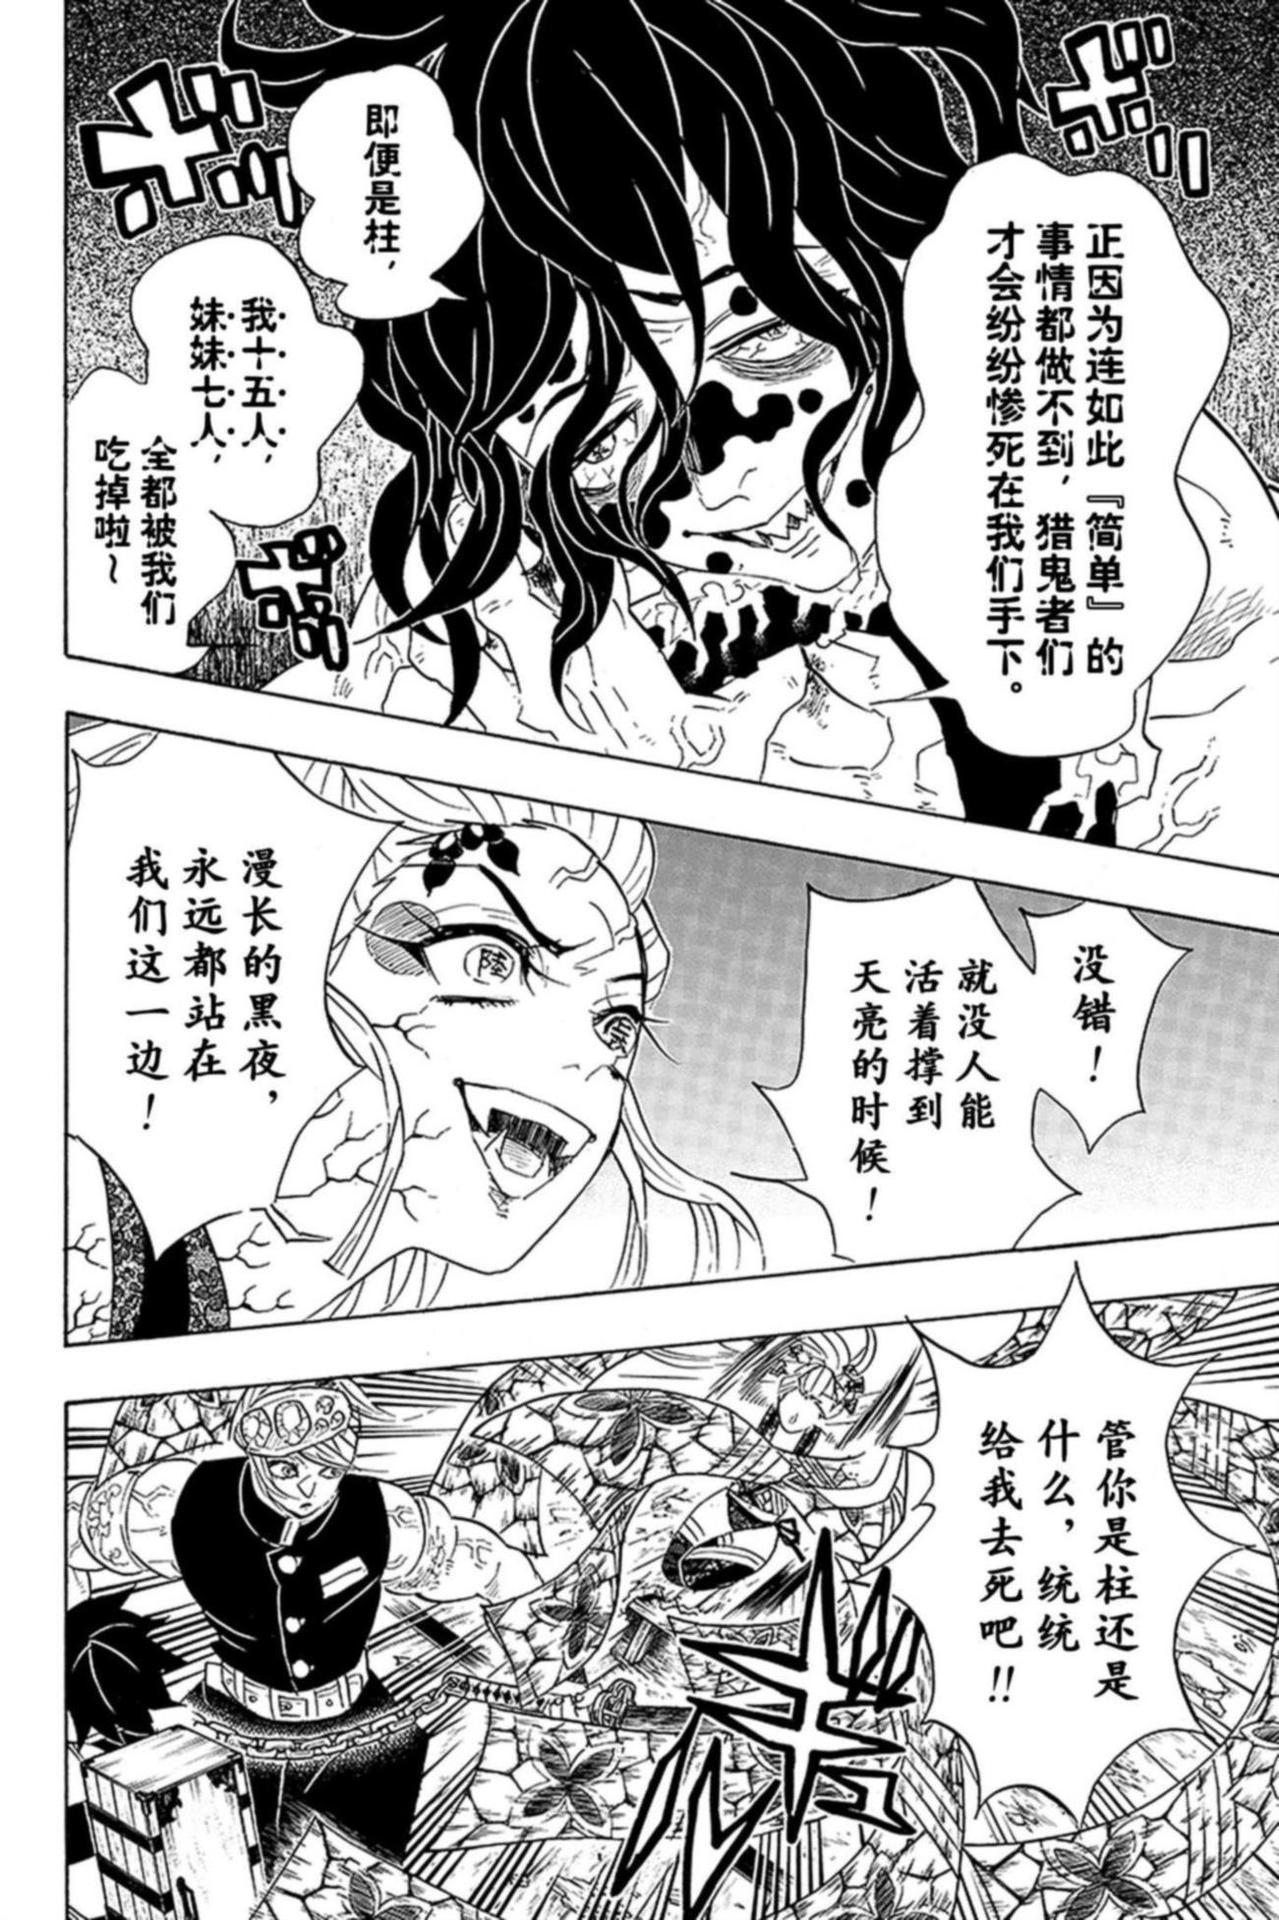 正因为连如此『简单』的
事情都做不到，猎鬼者们
才会纷纷惨死在我们手下。
即便是柱，
我十五人，
妹妹七人，
全都被我们
吃掉啦～
没错！
就没人能
活着撑到
天亮的时候！
漫长的黑夜，
永远都站在
我们这一边！
陸
管你是柱还是
什么，统统
给我去死吧！！